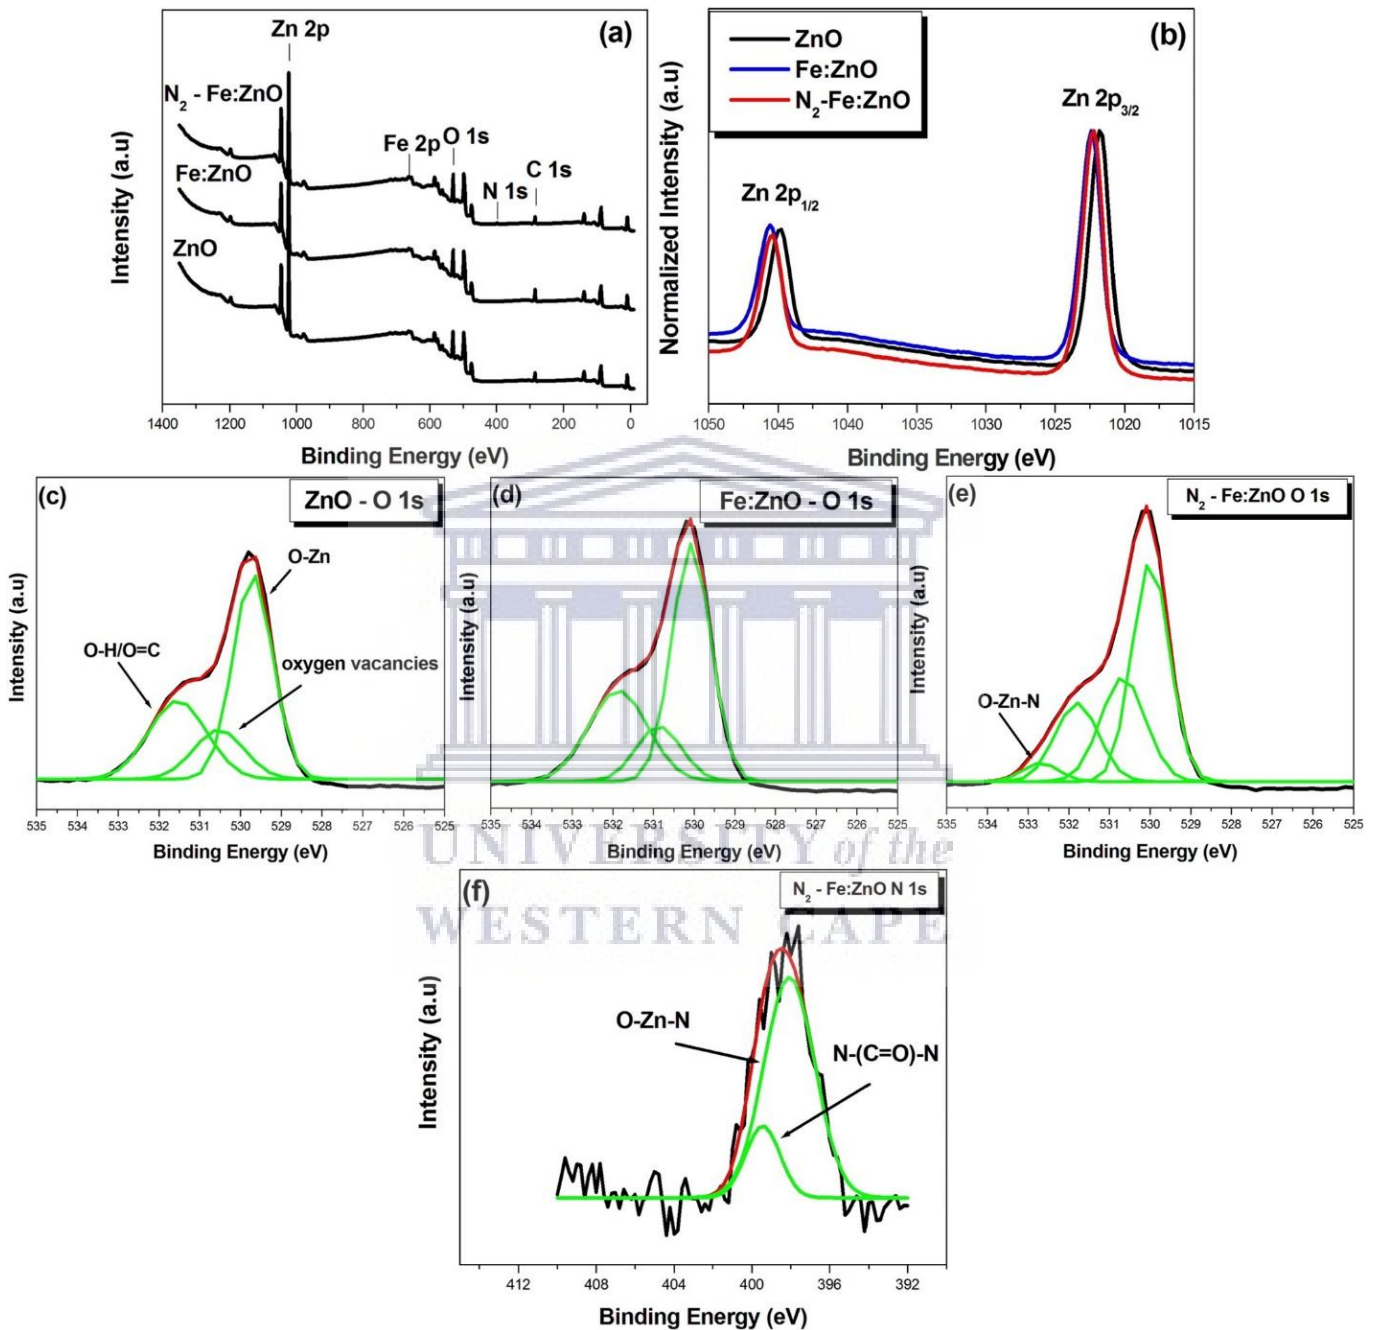 (a)
Zn 2p
N₂ - Fe:ZnO
Fe:ZnO
ZnO
Fe 2p
O 1s
N 1s
C 1s
Intensity (a.u)
1400 1200 1000 800 600 400 200 0
Binding Energy (eV)
(b)
ZnO
Fe:ZnO
N₂-Fe:ZnO
Zn 2p₃/₂
Zn 2p₁/₂
Normalized Intensity (a.u)
1050 1045 1040 1035 1030 1025 1020 1015
Binding Energy (eV)
(c)
ZnO - O 1s
O-Zn
O-H/O=C
oxygen vacancies
Intensity (a.u)
535 534 533 532 531 530 529 528 527 526 525
Binding Energy (eV)
(d)
Fe:ZnO - O 1s
Intensity (a.u)
535 534 533 532 531 530 529 528 527 526 525
Binding Energy (eV)
(e)
N₂ - Fe:ZnO O 1s
O-Zn-N
Intensity (a.u)
535 534 533 532 531 530 529 528 527 526 525
Binding Energy (eV)
UNIVERSITY of the
WESTERN CAPE
(f)
N₂ - Fe:ZnO N 1s
O-Zn-N
N-(C=O)-N
Intensity (a.u)
412 408 404 400 396 392
Binding Energy (eV)